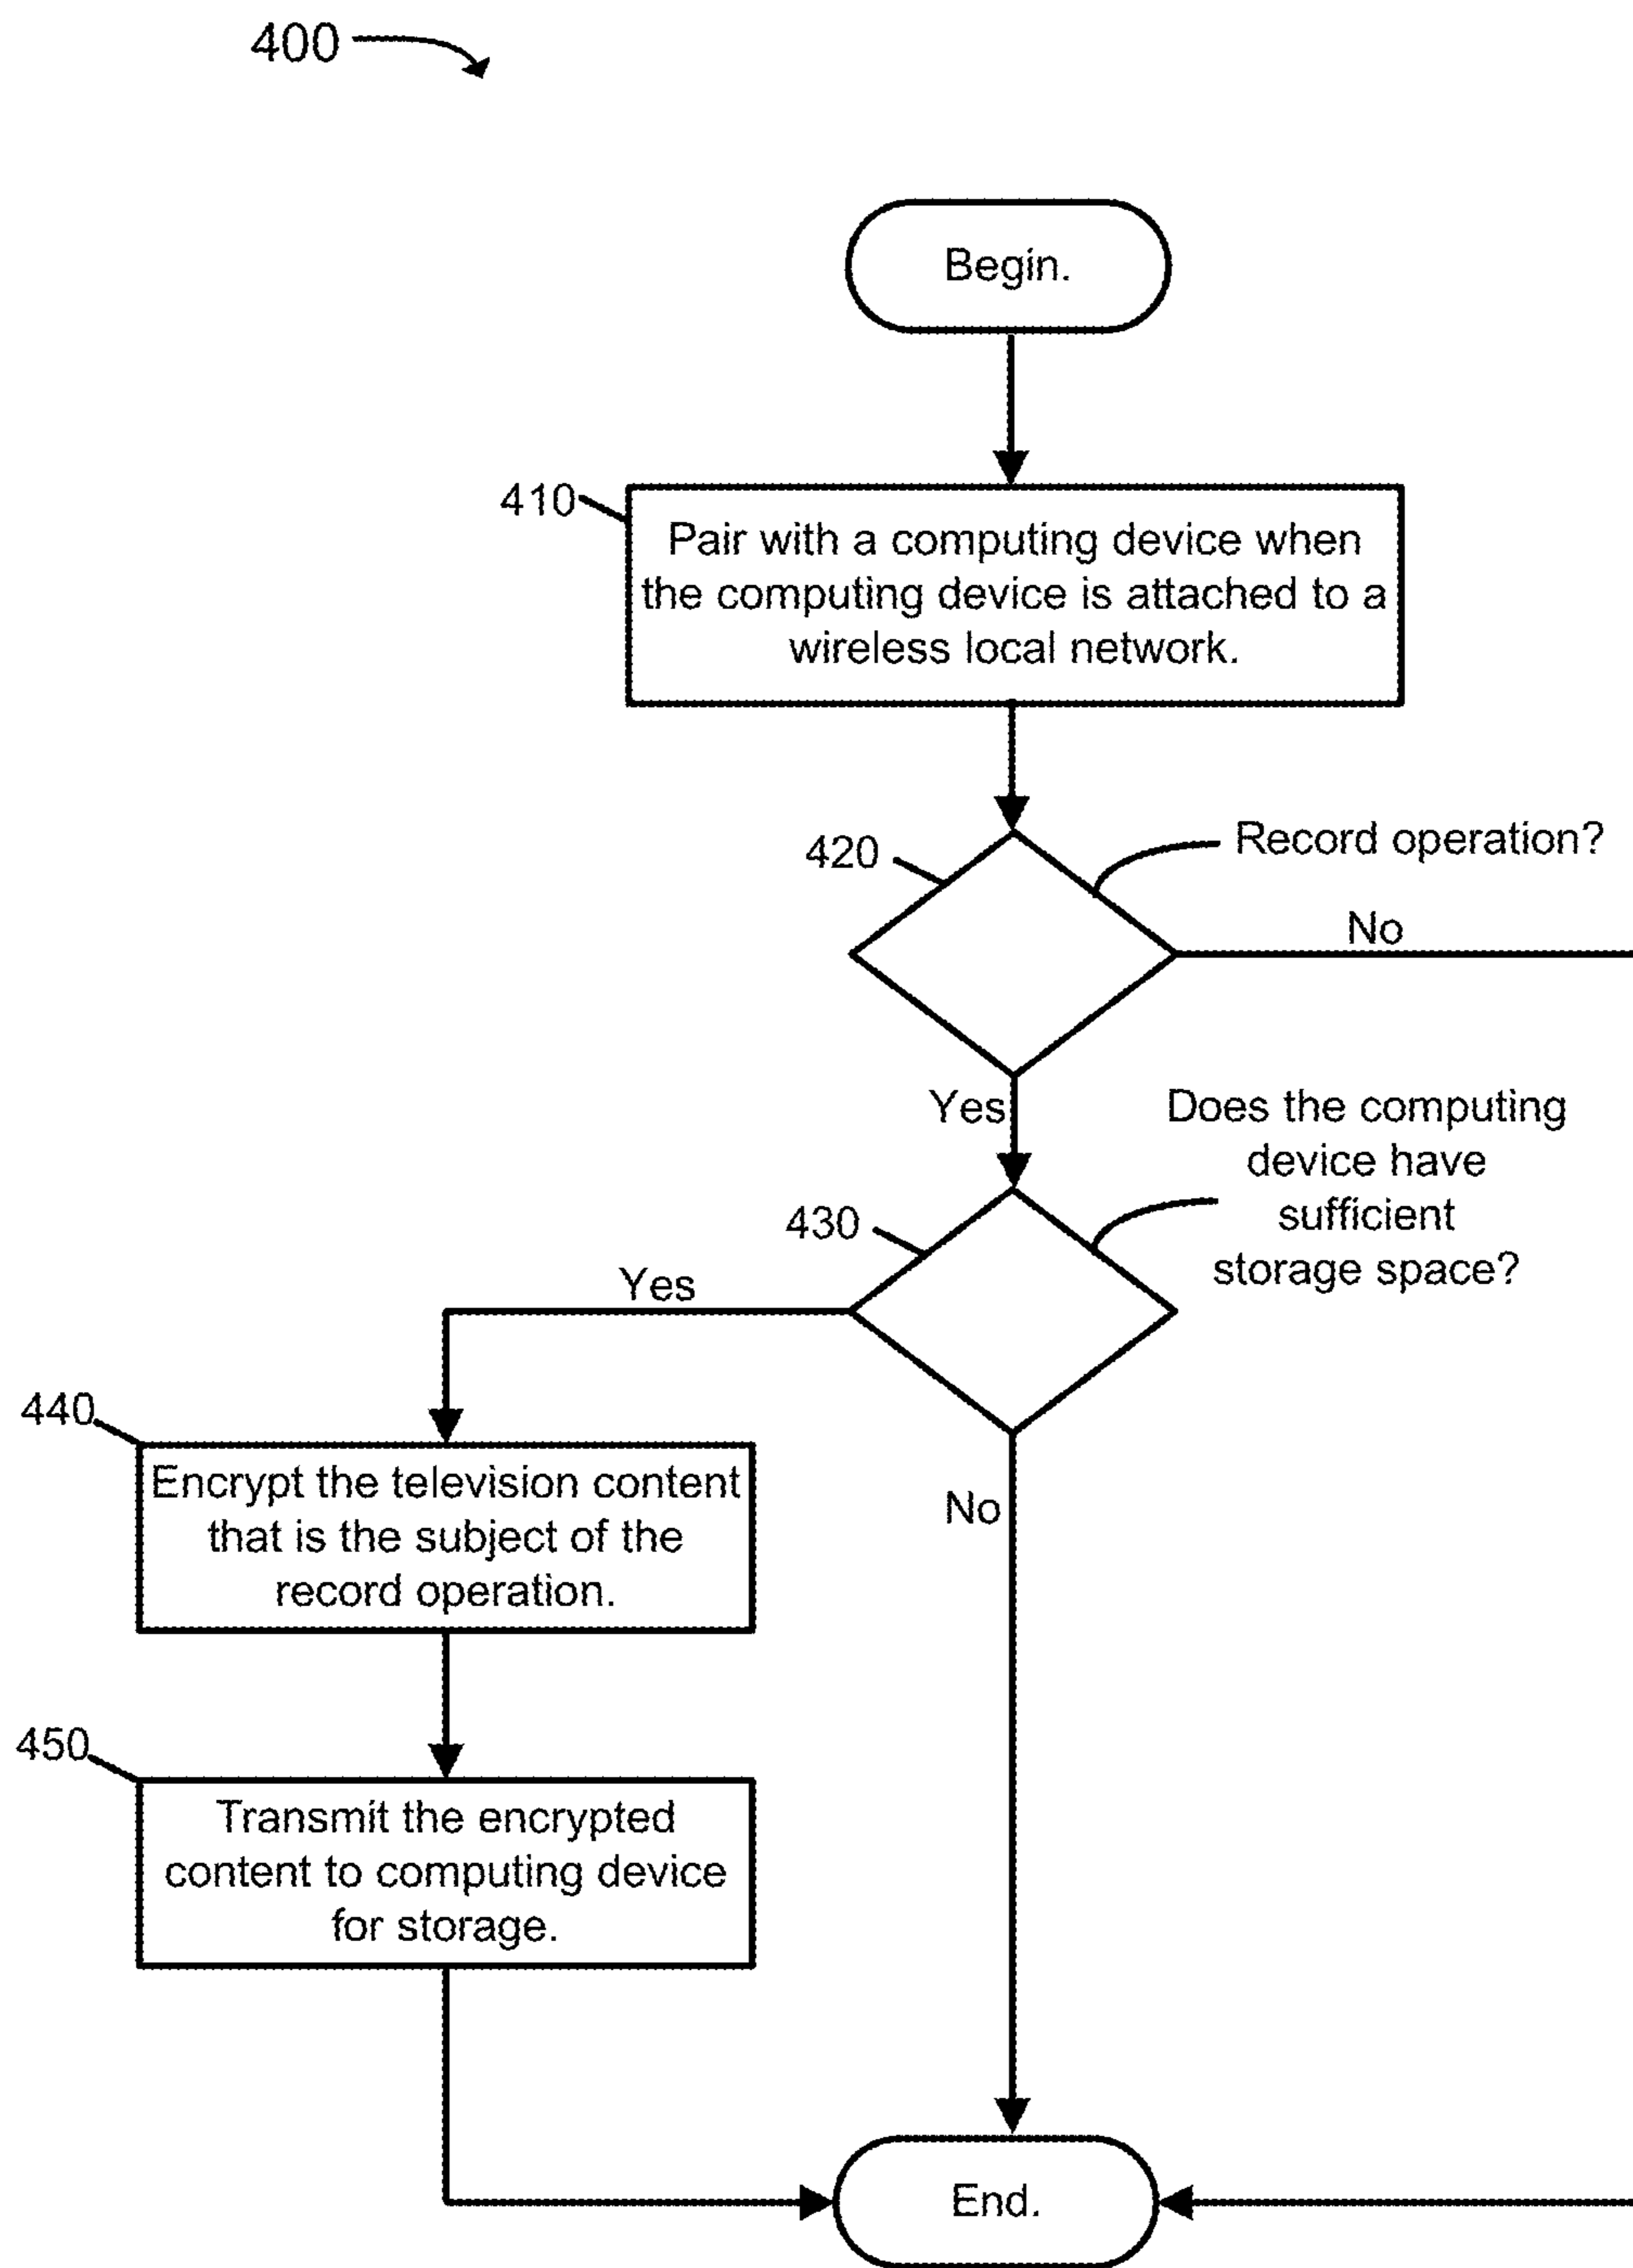 400
Begin.
410
Pair with a computing device when
the computing device is attached to a
wireless local network.
420
Record operation?
No
Yes
Does the computing
device have
sufficient
storage space?
430
Yes
No
440
Encrypt the television content
that is the subject of the
record operation.
450
Transmit the encrypted
content to computing device
for storage.
End.